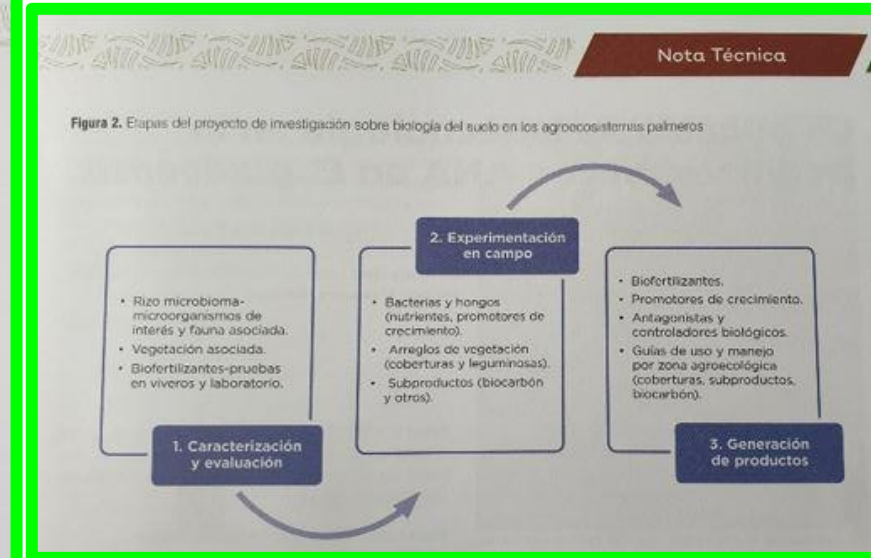 Nota Técnica
Figura 2. Etapas del proyecto de investigación sobre biología del suelo en los agroecosistemas palmeros
2. Experimentación
en campo
• Rizo microbioma-
microorganismos de
interés y fauna asociada.
• Vegetación asociada.
• Biofertilizantes-pruebas
en viveros y laboratorio.
1. Caracterización
y evaluación
• Bacterias y hongos
(nutrientes, promotores de
crecimiento).
• Arreglos de vegetación
(coberturas y leguminosas).
• Subproductos (biocarbón
y otros).
• Biofertilizantes.
• Promotores de crecimiento.
• Antagonistas y
controladores biológicos.
• Guías de uso y manejo
por zona agroecológica
(coberturas, subproductos,
biocarbón).
3. Generación
de productos